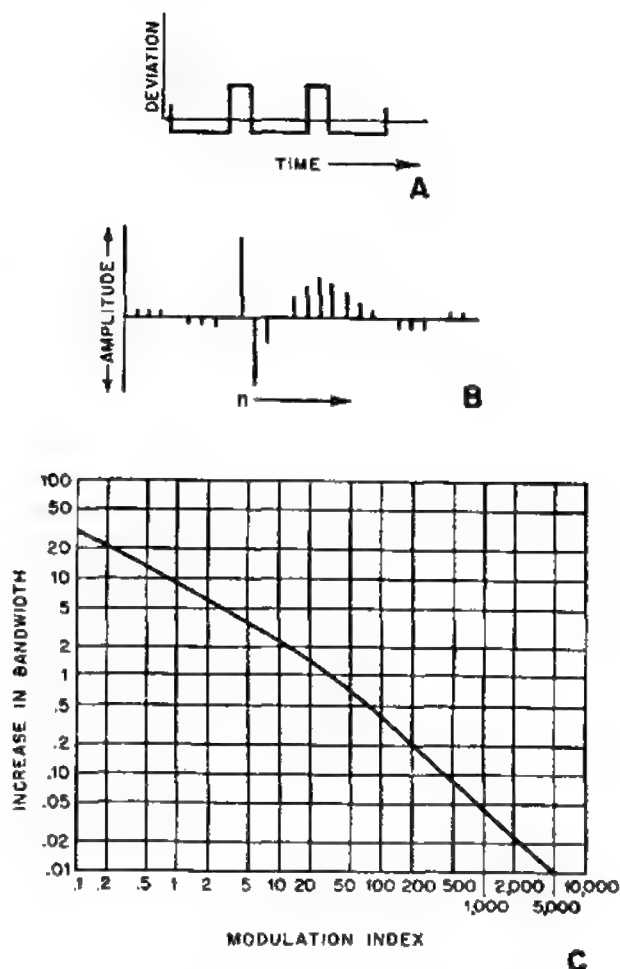 DEVIATION
TIME
A
AMPLITUDE
n
B
INCREASE IN BANDWIDTH
100
50
20
10
5
2
1
.5
.2
.10
.05
.02
.01
.1 .2 .5 1 2 5 10 20 50 100 200 500 2,000 10,000
1,000 5,000
MODULATION INDEX
C